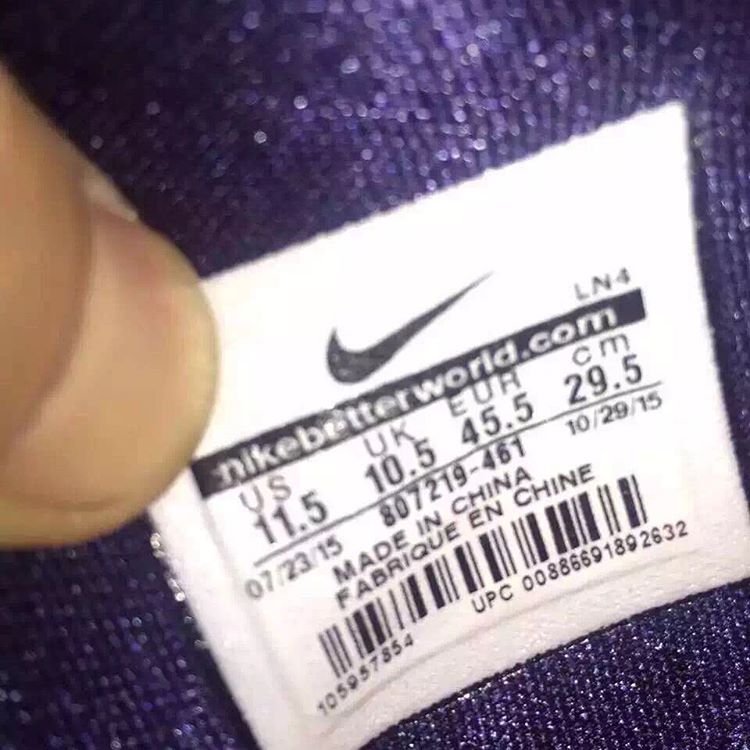 LN4
nikebetterworld.com
US UK EUR cm
11.5 10.5 45.5 29.5
07/23/15 807219-461 10/29/15
MADE IN CHINA
FABRIQUE EN CHINE
105957854 UPC 00886691892632